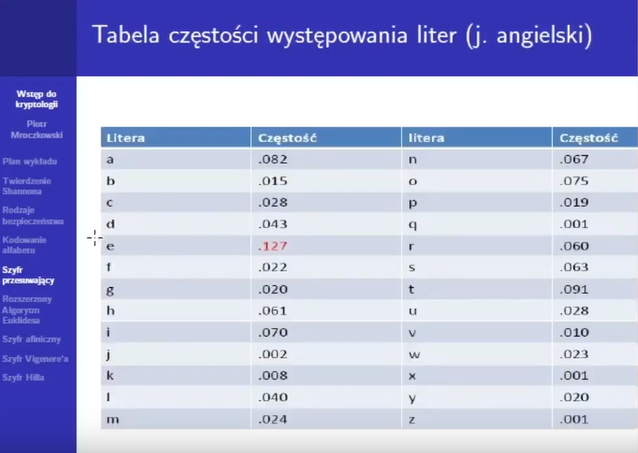 Tabela częstości występowania liter (j. angielski)
Wstęp do
kryptologii
Piotr
Mroczkowski
Plan wykładu
Twierdzenie
Shannona
Rodzaje
bezpieczeństwa
Kodowanie
alfabetu
Szyfr
przesuwający
Rozszerzony
Algorytm
Euklidesa
Szyfr afiniczny
Szyfr Vigenere'a
Szyfr Hilla
Litera Częstość litera Częstość
a .082 n .067
b .015 o .075
c .028 p .019
d .043 q .001
e .127 r .060
f .022 s .063
g .020 t .091
h .061 u .028
i .070 v .010
j .002 w .023
k .008 x .001
l .040 y .020
m .024 z .001